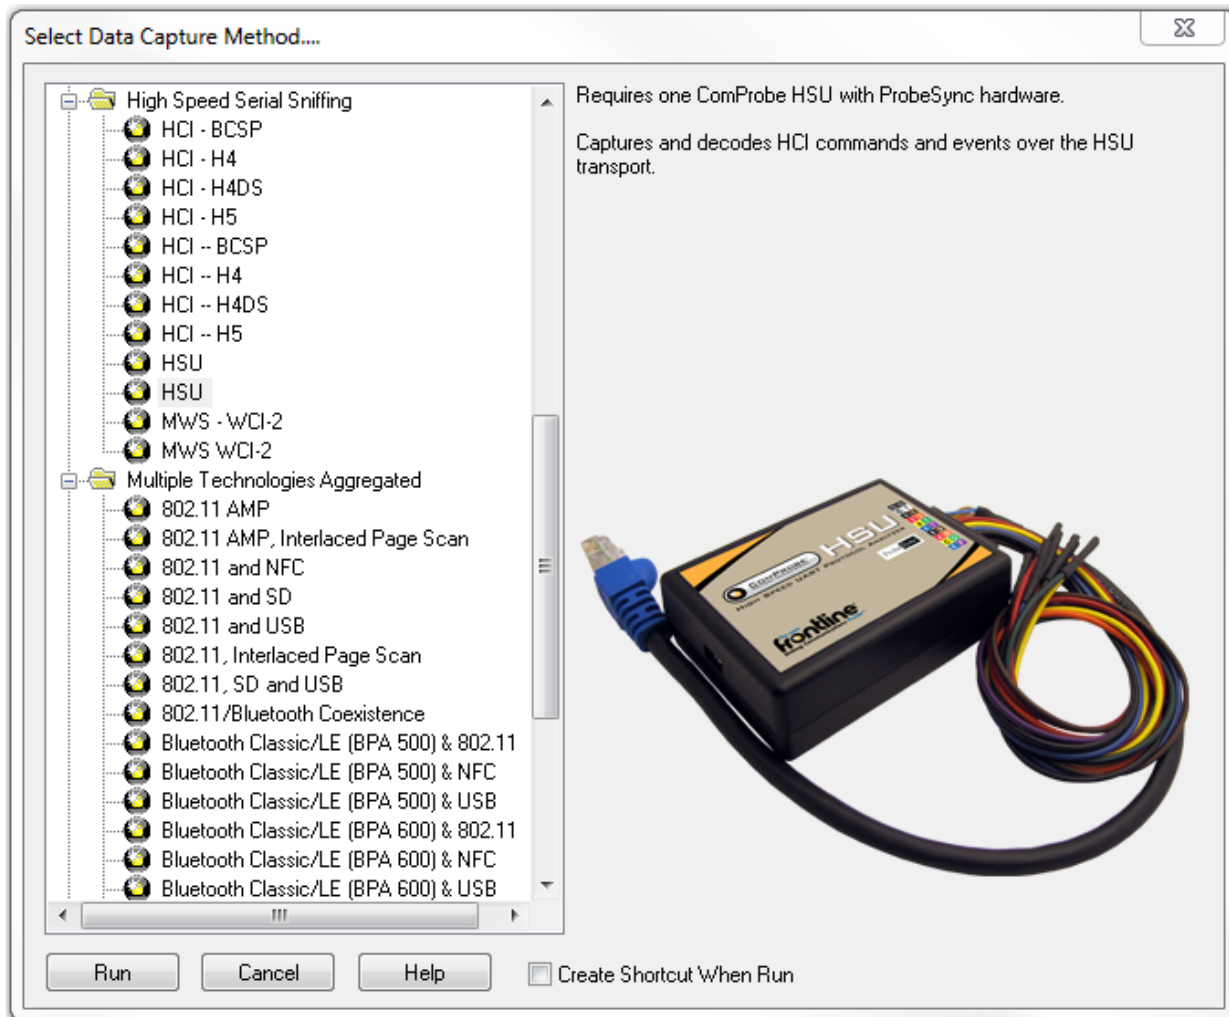 Select Data Capture Method....
High Speed Serial Sniffing
HCI - BCSP
HCI - H4
HCI - H4DS
HCI - H5
HCI -- BCSP
HCI -- H4
HCI -- H4DS
HCI -- H5
HSU
HSU
MWS - WCI-2
MWS WCI-2
Multiple Technologies Aggregated
802.11 AMP
802.11 AMP, Interlaced Page Scan
802.11 and NFC
802.11 and SD
802.11 and USB
802.11, Interlaced Page Scan
802.11, SD and USB
802.11/Bluetooth Coexistence
Bluetooth Classic/LE (BPA 500) & 802.11
Bluetooth Classic/LE (BPA 500) & NFC
Bluetooth Classic/LE (BPA 500) & USB
Bluetooth Classic/LE (BPA 600) & 802.11
Bluetooth Classic/LE (BPA 600) & NFC
Bluetooth Classic/LE (BPA 600) & USB
Requires one ComProbe HSU with ProbeSync hardware.
Captures and decodes HCI commands and events over the HSU
transport.
COMPROBE HSU
HIGH SPEED UART PROTOCOL ANALYZER
frontline
Run Cancel Help Create Shortcut When Run